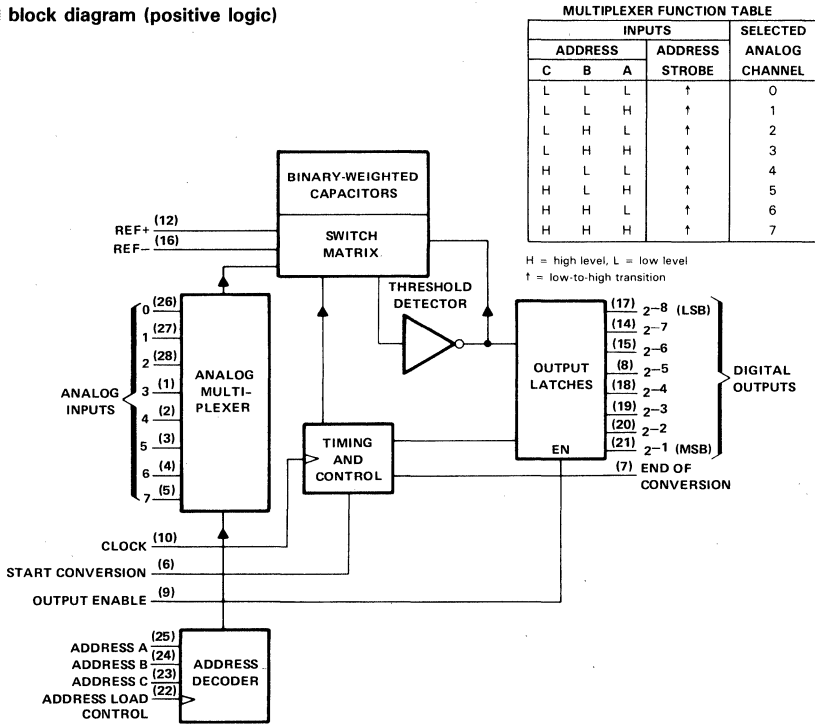 block diagram (positive logic)
MULTIPLEXER FUNCTION TABLE
INPUTS SELECTED
ADDRESS ADDRESS ANALOG
C B A STROBE CHANNEL
L L L ↑ 0
L L H ↑ 1
L H L ↑ 2
L H H ↑ 3
H L L ↑ 4
H L H ↑ 5
H H L ↑ 6
H H H ↑ 7
H = high level, L = low level
↑ = low-to-high transition
BINARY-WEIGHTED
CAPACITORS
SWITCH
MATRIX
REF+ (12)
REF− (16)
THRESHOLD
DETECTOR
ANALOG
INPUTS
0 (26)
1 (27)
2 (28)
3 (1)
4 (2)
5 (3)
6 (4)
7 (5)
ANALOG
MULTI-
PLEXER
TIMING
AND
CONTROL
OUTPUT
LATCHES
EN
(17) 2−8 (LSB)
(14) 2−7
(15) 2−6
(8) 2−5
(18) 2−4
(19) 2−3
(20) 2−2
(21) 2−1 (MSB)
DIGITAL
OUTPUTS
(7) END OF
CONVERSION
CLOCK (10)
START CONVERSION (6)
OUTPUT ENABLE (9)
ADDRESS A (25)
ADDRESS B (24)
ADDRESS C (23)
ADDRESS LOAD (22)
CONTROL
ADDRESS
DECODER